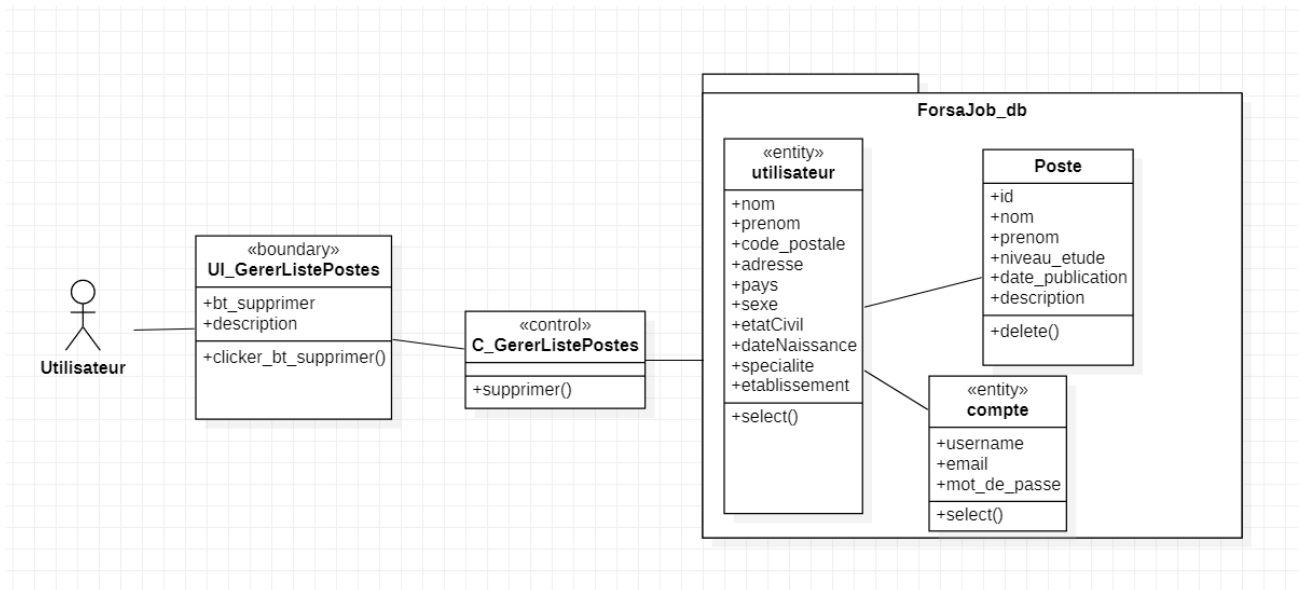 Utilisateur
«boundary»
UI_GererListePostes
+bt_supprimer
+description
+clicker_bt_supprimer()
«control»
C_GererListePostes
+supprimer()
ForsaJob_db
«entity»
utilisateur
+nom
+prenom
+code_postale
+adresse
+pays
+sexe
+etatCivil
+dateNaissance
+specialite
+etablissement
+select()
Poste
+id
+nom
+prenom
+niveau_etude
+date_publication
+description
+delete()
«entity»
compte
+username
+email
+mot_de_passe
+select()